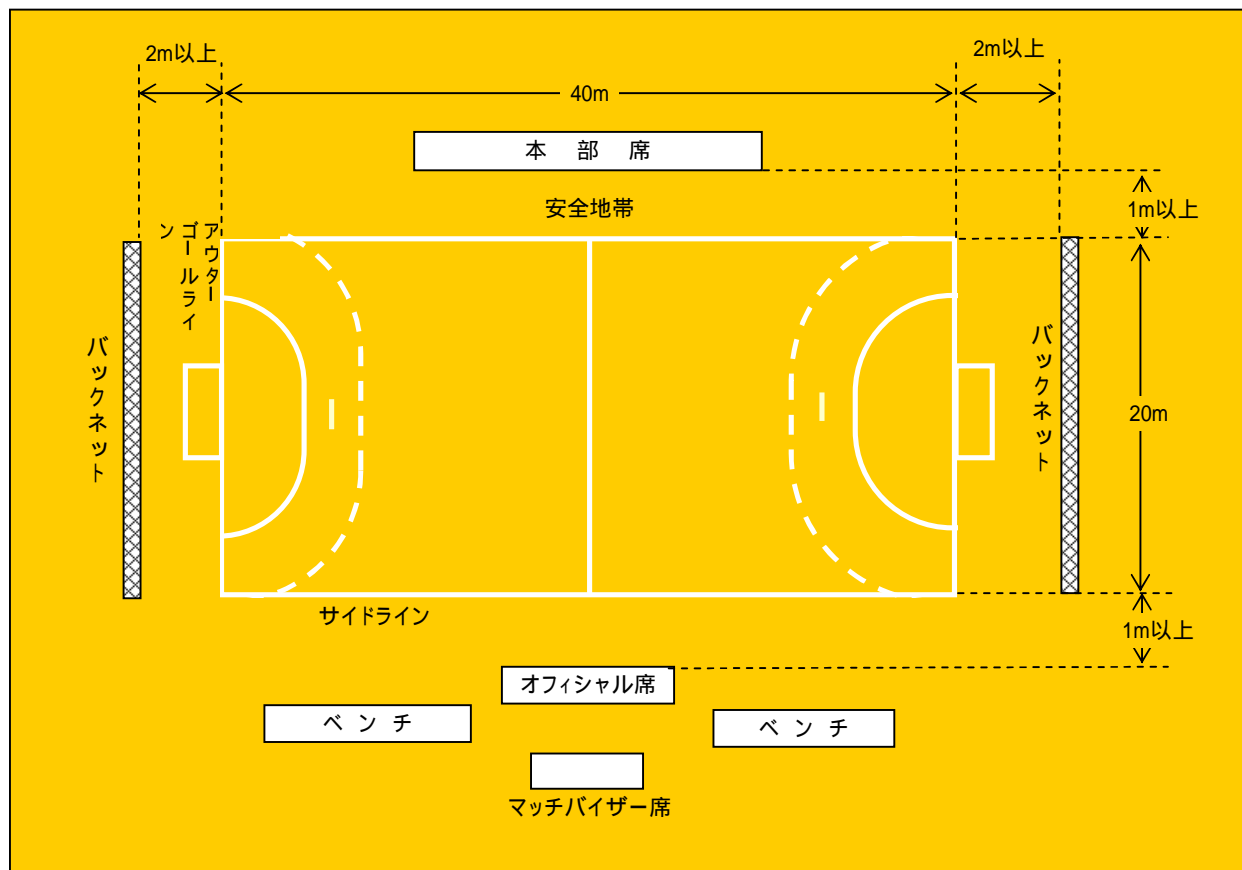 2m以上
2m以上
40m
本 部 席
1m以上
安全地帯
アウター
ゴールライ
ン
バックネット
バックネット
20m
サイドライン
1m以上
オフィシャル席
ベ ン チ
ベ ン チ
マッチバイザー席